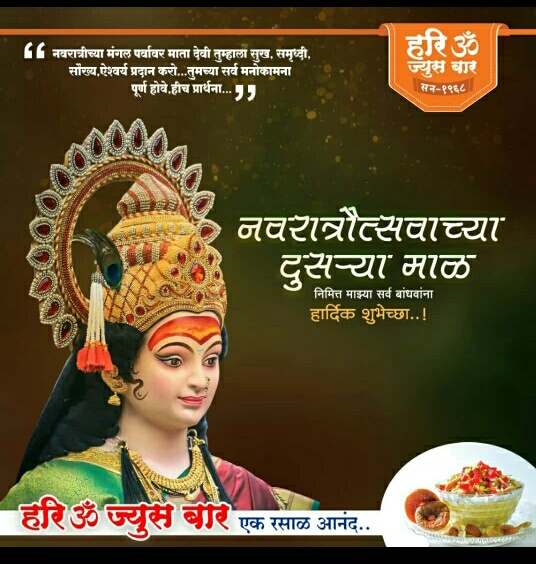 “ नवरात्रीच्या मंगल पर्वावर माता देवी तुम्हाला सुख, समृध्दी,
सौख्य,ऐश्वर्य प्रदान करो...तुमच्या सर्व मनोकामना
पूर्ण होवे,हीच प्रार्थना... ”
हरि ॐ
ज्युस बार
सन-१९६८
नवरात्रौत्सवाच्या
दुसऱ्या माळ
निमित्त माझ्या सर्व बांधवांना
हार्दिक शुभेच्छा..!
हरि ॐ ज्युस बार एक रसाळ आनंद..